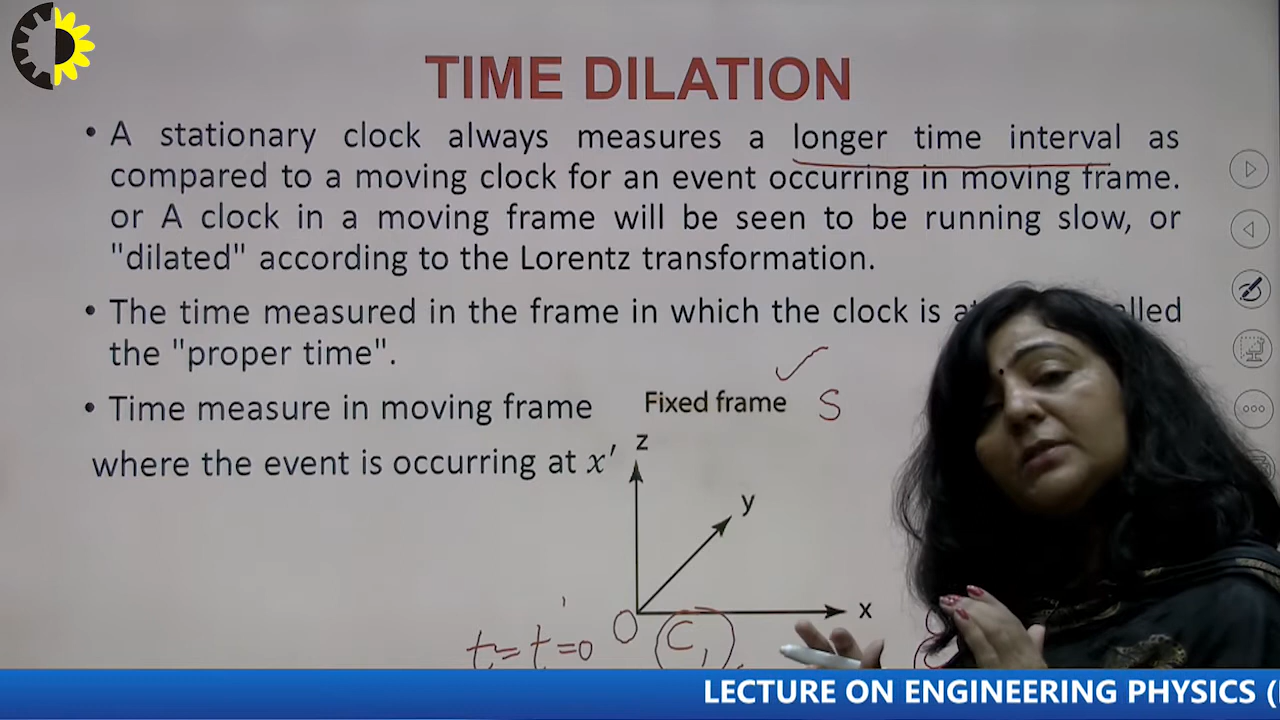 TIME DILATION
• A stationary clock always measures a longer time interval as
compared to a moving clock for an event occurring in moving frame.
or A clock in a moving frame will be seen to be running slow, or
"dilated" according to the Lorentz transformation.
• The time measured in the frame in which the clock is
the "proper time".
• Time measure in moving frame
where the event is occurring at x′
Fixed frame S
z
y
x
O
C₁
LECTURE ON ENGINEERING PHYSICS (